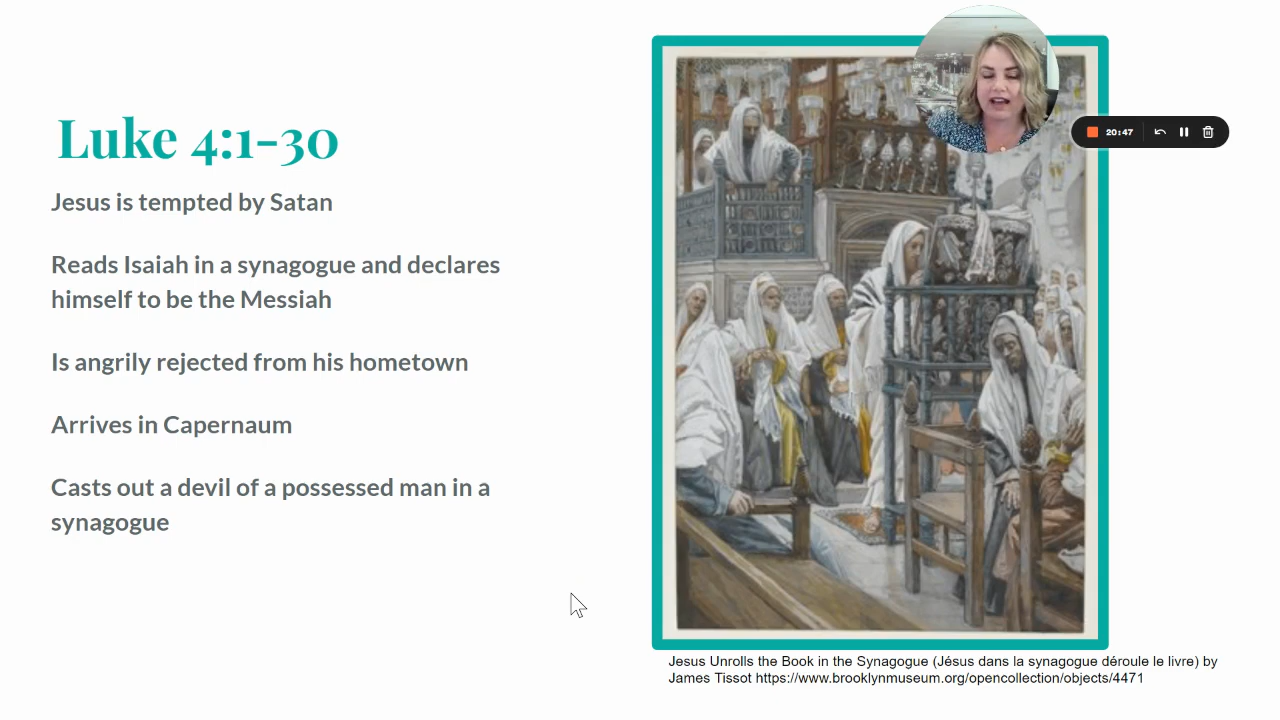 Luke 4:1-30
Jesus is tempted by Satan
Reads Isaiah in a synagogue and declares
himself to be the Messiah
Is angrily rejected from his hometown
Arrives in Capernaum
Casts out a devil of a possessed man in a
synagogue
20:47
Jesus Unrolls the Book in the Synagogue (Jésus dans la synagogue déroule le livre) by
James Tissot https://www.brooklynmuseum.org/opencollection/objects/4471